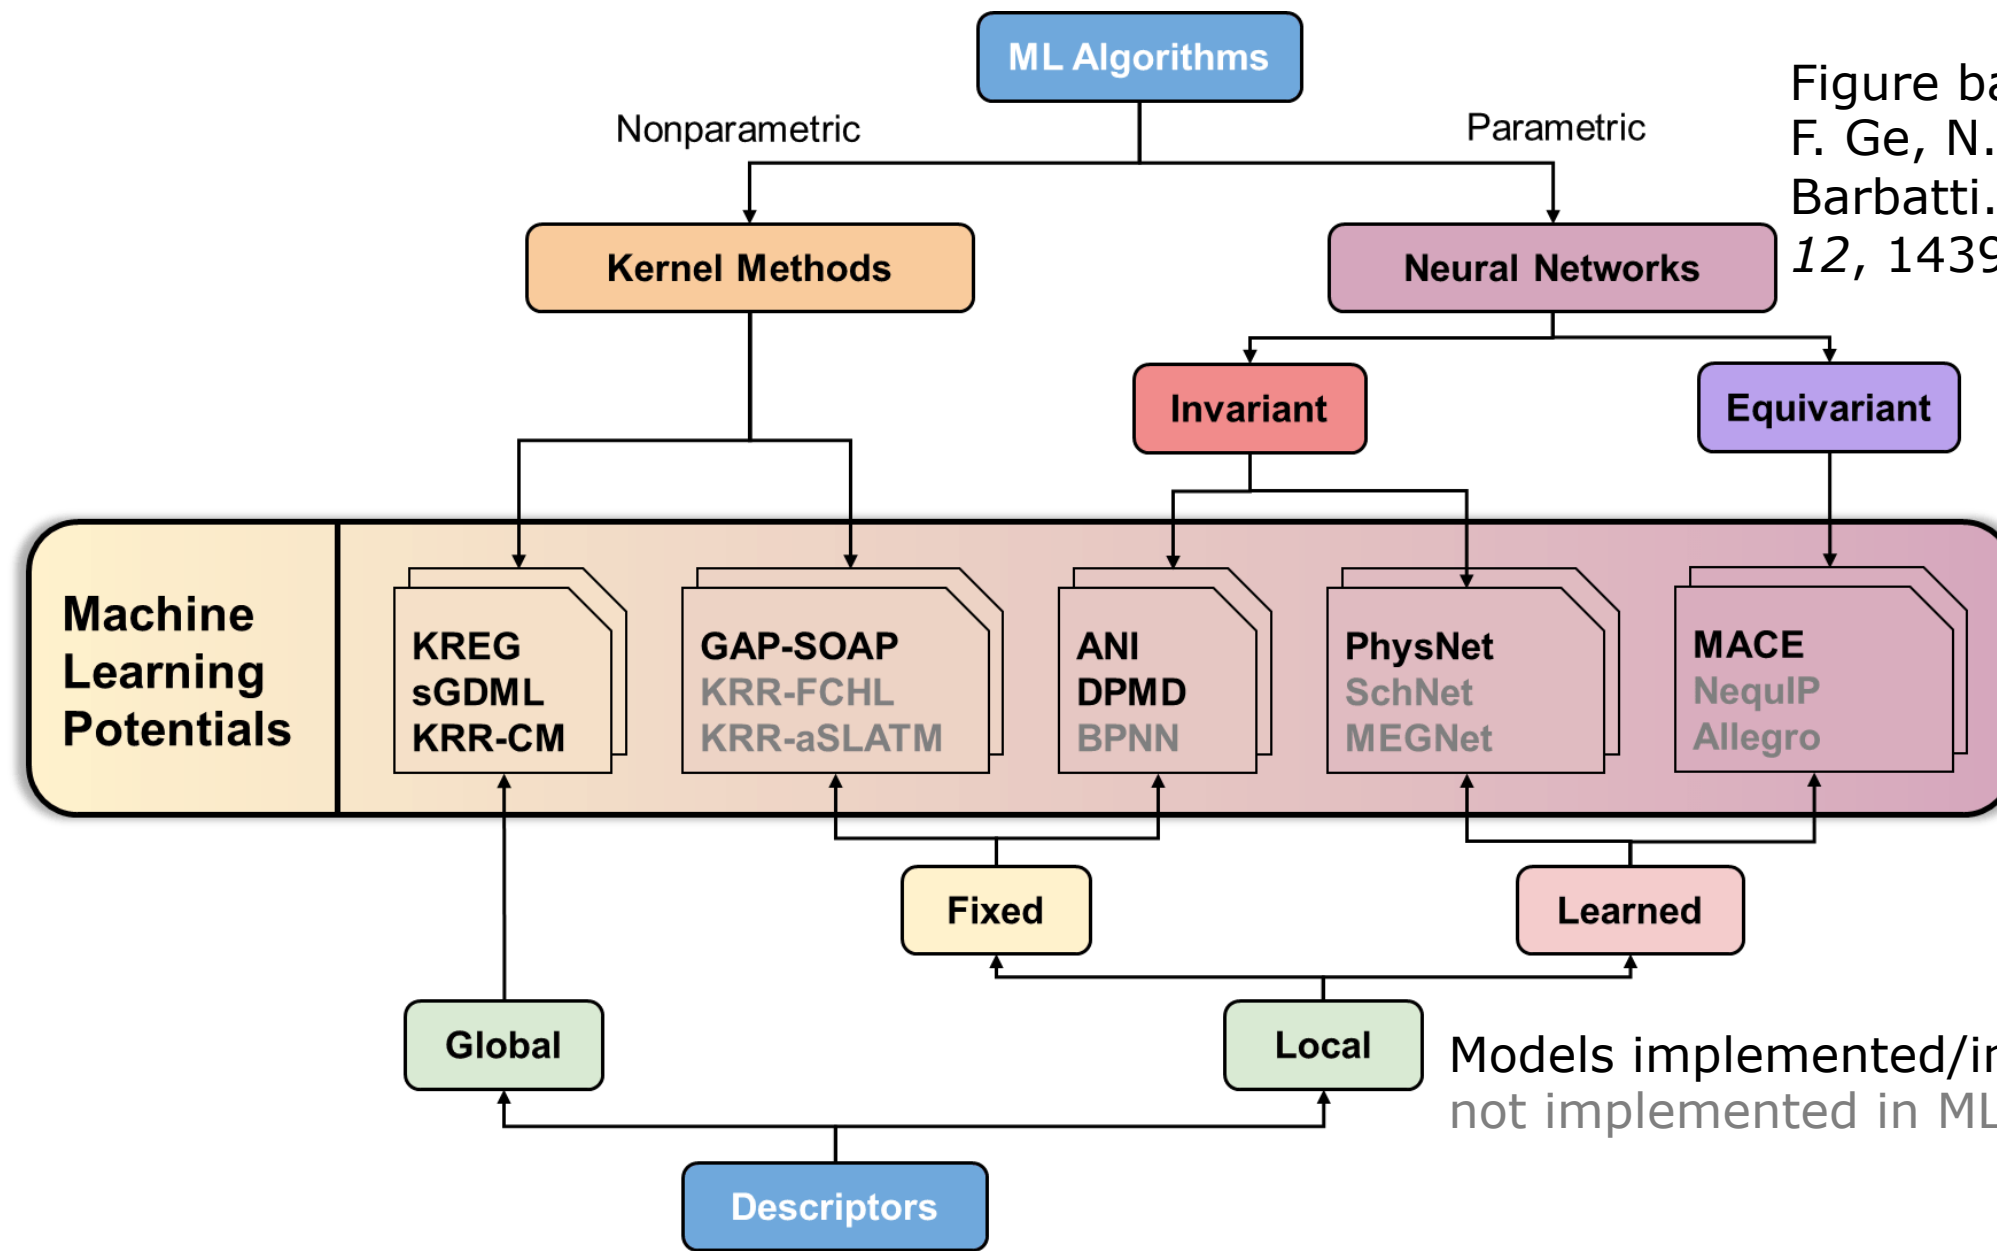 ML Algorithms
Nonparametric
Parametric
Figure ba
F. Ge, N.
Barbatti.
12, 1439
Kernel Methods
Neural Networks
Invariant
Equivariant
Machine
Learning
Potentials
KREG
sGDML
KRR-CM
GAP-SOAP
KRR-FCHL
KRR-aSLATM
ANI
DPMD
BPNN
PhysNet
SchNet
MEGNet
MACE
NequIP
Allegro
Fixed
Learned
Global
Local
Models implemented/in
not implemented in ML
Descriptors